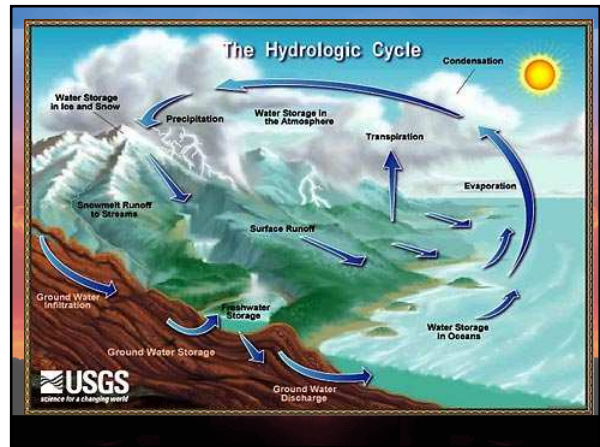 The Hydrologic Cycle
Condensation
Water Storage
in Ice and Snow
Precipitation
Water Storage in
the Atmosphere
Transpiration
Evaporation
Snowmelt Runoff
to Streams
Surface Runoff
Ground Water
Infiltration
Freshwater
Storage
Water Storage
in Oceans
Ground Water Storage
Ground Water
Discharge
USGS
science for a changing world